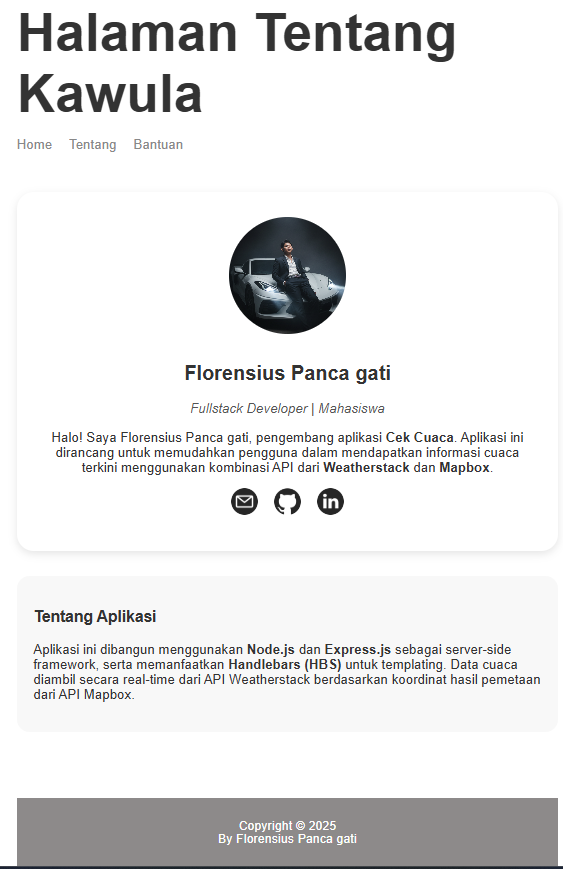 Halaman Tentang
Kawula
Home Tentang Bantuan
Florensius Panca gati
Fullstack Developer | Mahasiswa
Halo! Saya Florensius Panca gati, pengembang aplikasi Cek Cuaca. Aplikasi ini
dirancang untuk memudahkan pengguna dalam mendapatkan informasi cuaca
terkini menggunakan kombinasi API dari Weatherstack dan Mapbox.
in
Tentang Aplikasi
Aplikasi ini dibangun menggunakan Node.js dan Express.js sebagai server-side
framework, serta memanfaatkan Handlebars (HBS) untuk templating. Data cuaca
diambil secara real-time dari API Weatherstack berdasarkan koordinat hasil pemetaan
dari API Mapbox.
Copyright © 2025
By Florensius Panca gati